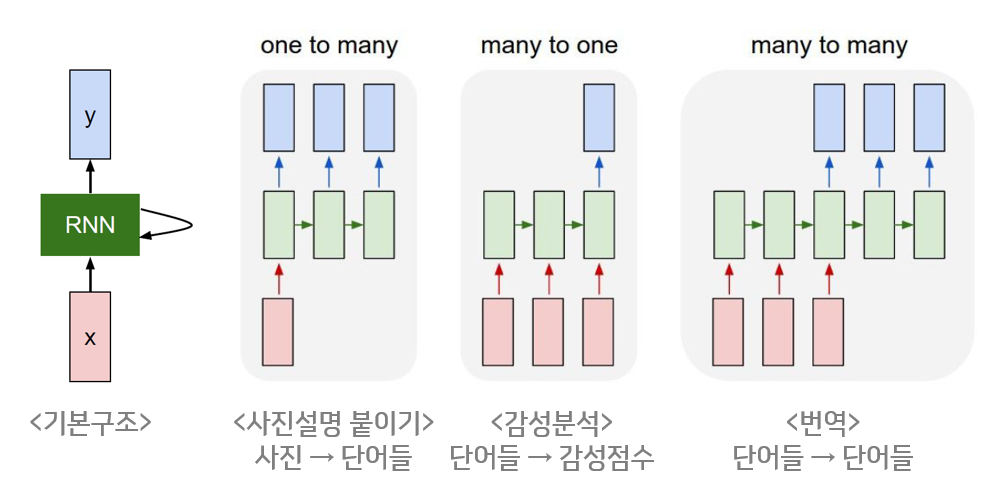 one to many
many to one
many to many
y
RNN
x
<기본구조>
<사진설명 붙이기>
사진 → 단어들
<감성분석>
단어들 → 감성점수
<번역>
단어들 → 단어들